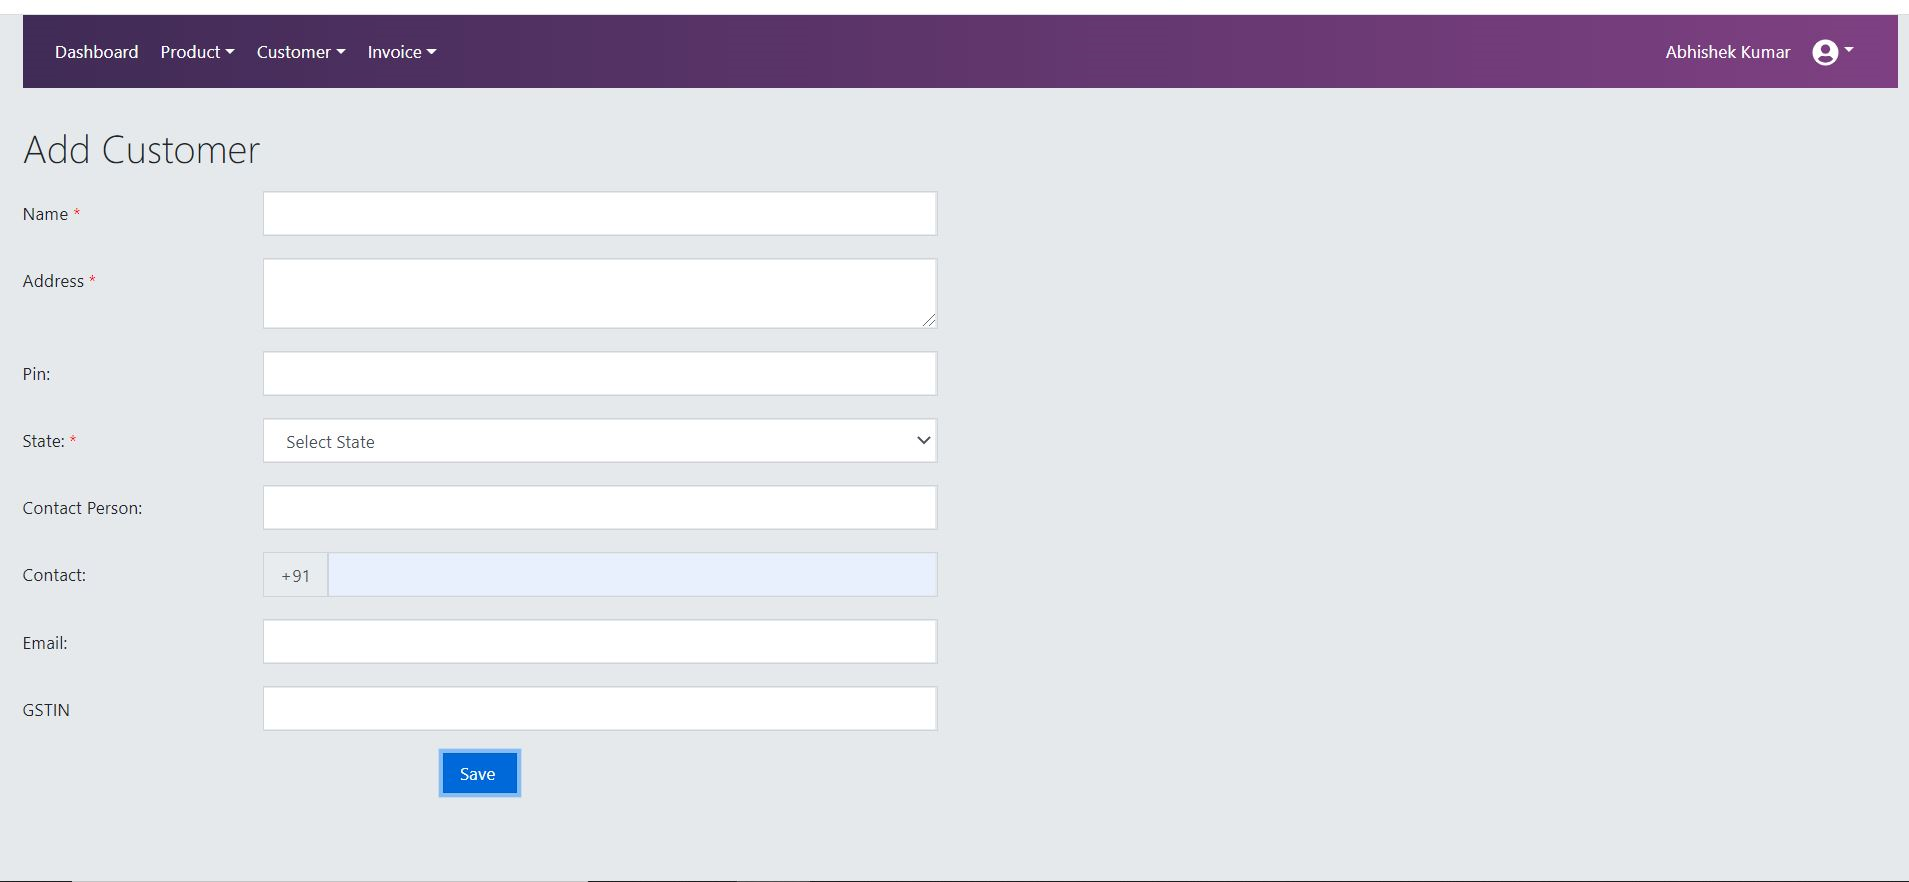 Dashboard Product Customer Invoice Abhishek Kumar
Add Customer
Name *
Address *
Pin:
State: * Select State
Contact Person:
Contact: +91
Email:
GSTIN
Save